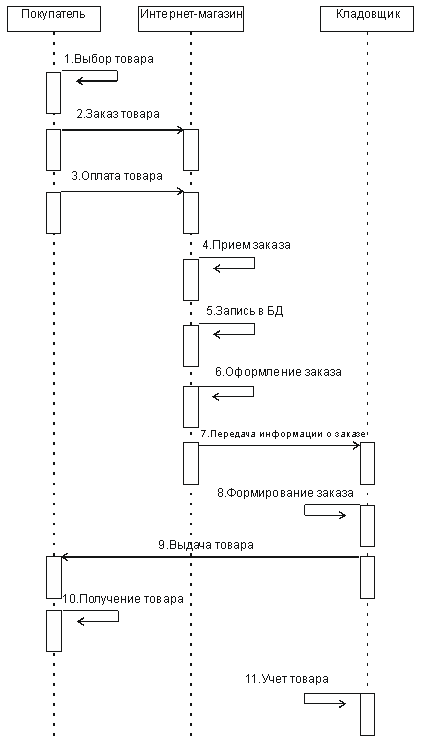 Покупатель
Интернет-магазин
Кладовщик
1.Выбор товара
2.Заказ товара
3.Оплата товара
4.Прием заказа
5.Запись в БД
6.Оформление заказа
7.Передача информации о заказе
8.Формирование заказа
9.Выдача товара
10.Получение товара
11.Учет товара